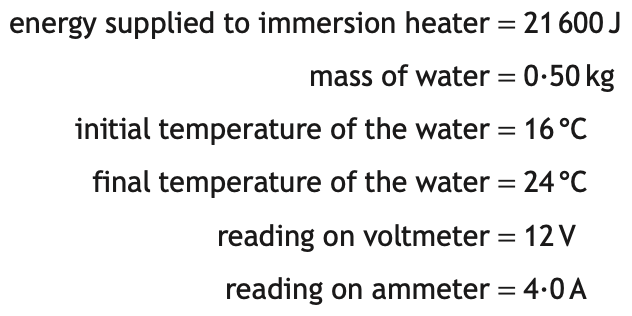 energy supplied to immersion heater = 21 600 J
mass of water = 0·50 kg
initial temperature of the water = 16 °C
final temperature of the water = 24 °C
reading on voltmeter = 12 V
reading on ammeter = 4·0 A